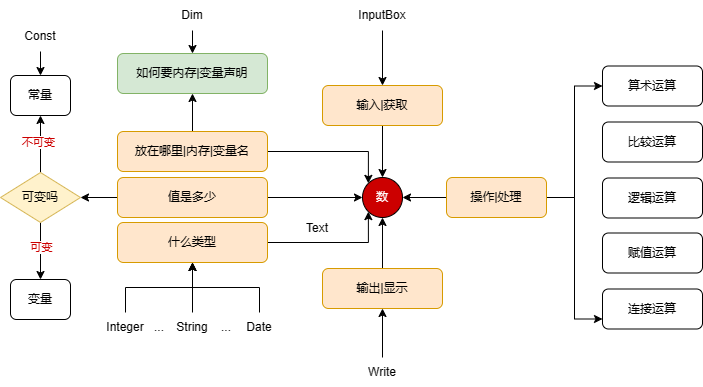 Dim
InputBox
Const
如何要内存|变量声明
常量
输入|获取
算术运算
不可变
放在哪里|内存|变量名
比较运算
可变吗
值是多少
数
操作|处理
逻辑运算
Text
可变
什么类型
赋值运算
变量
输出|显示
连接运算
Integer ... String ... Date
Write